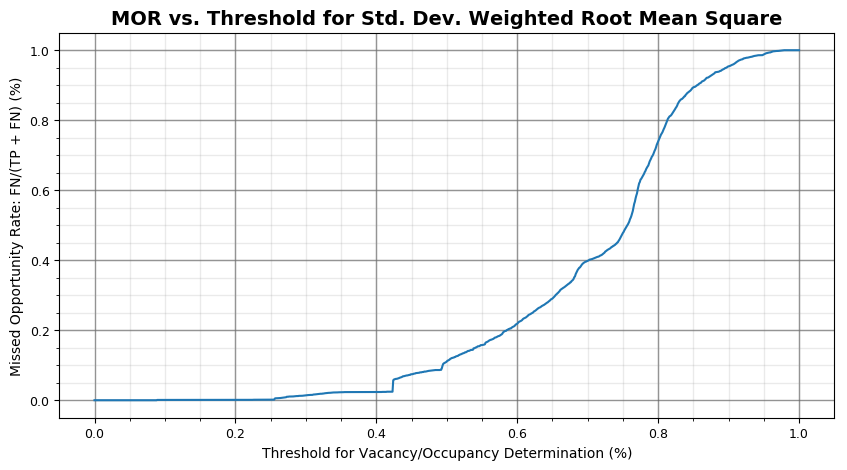 MOR vs. Threshold for Std. Dev. Weighted Root Mean Square
Missed Opportunity Rate: FN/(TP + FN) (%)
1.0
0.8
0.6
0.4
0.2
0.0
0.0 0.2 0.4 0.6 0.8 1.0
Threshold for Vacancy/Occupancy Determination (%)